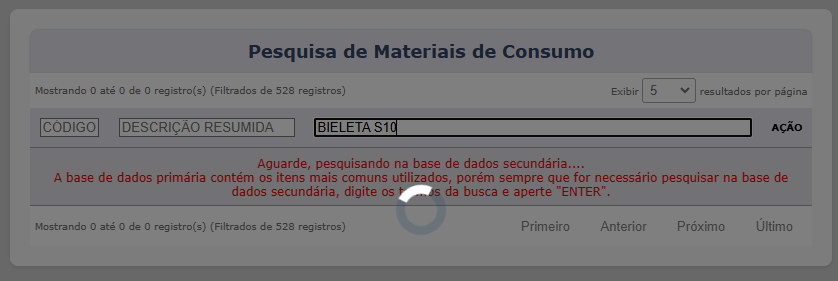 Pesquisa de Materiais de Consumo
Mostrando 0 até 0 de 0 registro(s) (Filtrados de 528 registros)
Exibir 5 resultados por página
CÓDIGO DESCRIÇÃO RESUMIDA BIELETA S10 AÇÃO
Aguarde, pesquisando na base de dados secundária....
A base de dados primária contém os itens mais comuns utilizados, porém sempre que for necessário pesquisar na base de
dados secundária, digite os termos da busca e aperte "ENTER".
Mostrando 0 até 0 de 0 registro(s) (Filtrados de 528 registros)
Primeiro Anterior Próximo Último